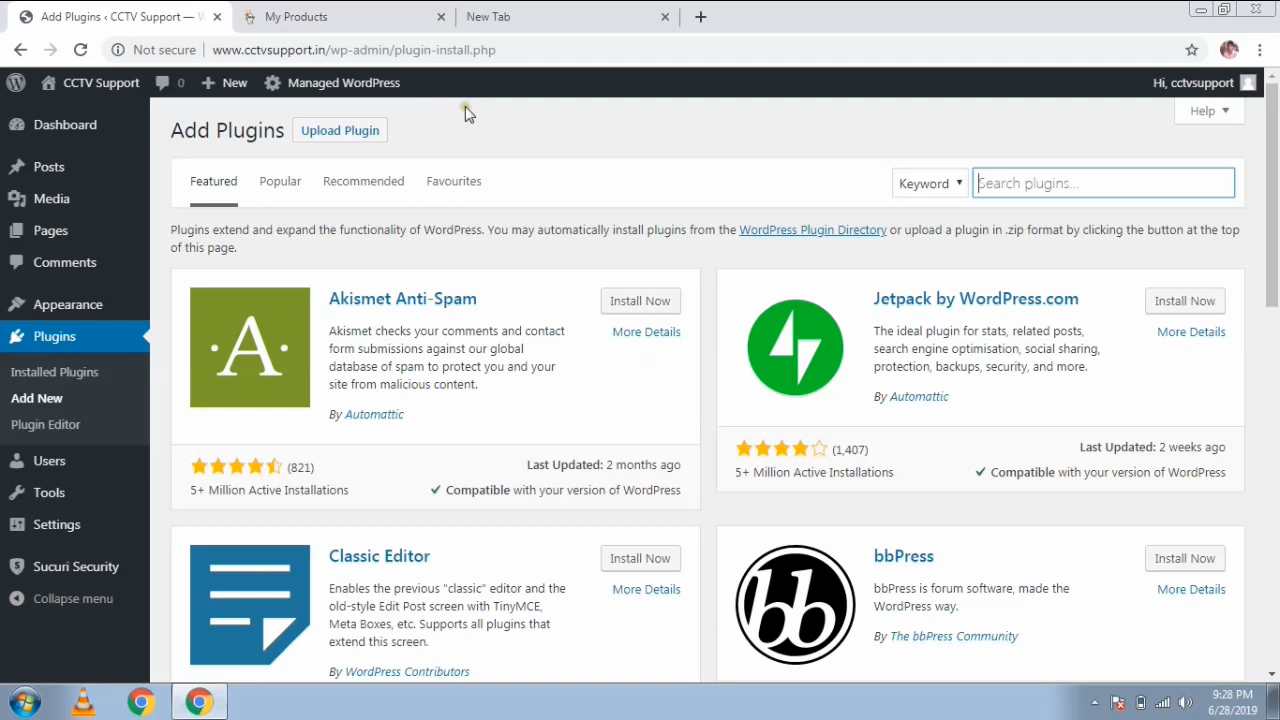 Add Plugins < CCTV Support — W
My Products
New Tab
Not secure
www.cctvsupport.in/wp-admin/plugin-install.php
CCTV Support
0
New
Managed WordPress
Hi, cctvsupport
Dashboard
Posts
Media
Pages
Comments
Appearance
Plugins
Installed Plugins
Add New
Plugin Editor
Users
Tools
Settings
Sucuri Security
Collapse menu
Add Plugins
Upload Plugin
Help
Featured
Popular
Recommended
Favourites
Keyword
Search plugins...
Plugins extend and expand the functionality of WordPress. You may automatically install plugins from the WordPress Plugin Directory or upload a plugin in .zip format by clicking the button at the top
of this page.
·A·
Akismet Anti-Spam
Install Now
More Details
Akismet checks your comments and contact
form submissions against our global
database of spam to protect you and your
site from malicious content.
By Automattic
(821)
Last Updated: 2 months ago
5+ Million Active Installations
Compatible with your version of WordPress
Jetpack by WordPress.com
Install Now
More Details
The ideal plugin for stats, related posts,
search engine optimisation, social sharing,
protection, backups, security, and more.
By Automattic
(1,407)
Last Updated: 2 weeks ago
5+ Million Active Installations
Compatible with your version of WordPress
Classic Editor
Install Now
More Details
Enables the previous "classic" editor and the
old-style Edit Post screen with TinyMCE,
Meta Boxes, etc. Supports all plugins that
extend this screen.
By WordPress Contributors
bb
bbPress
Install Now
More Details
bbPress is forum software, made the
WordPress way.
By The bbPress Community
9:28 PM
6/28/2019